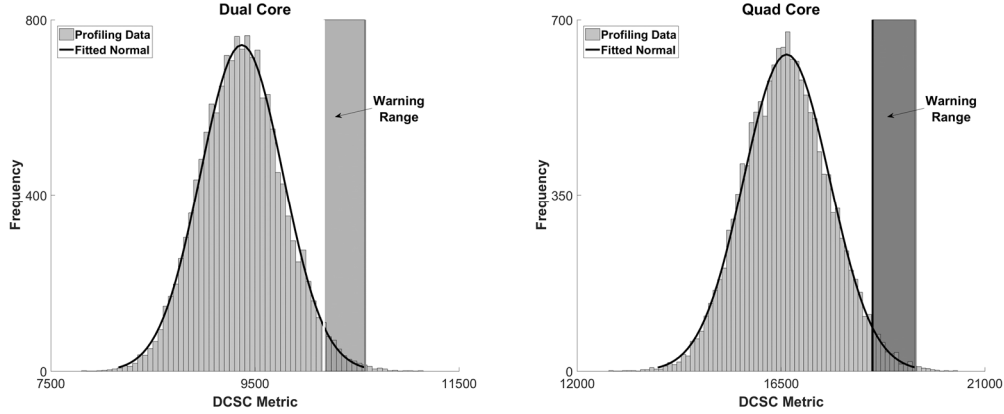 Dual Core
800
Profiling Data
Fitted Normal
Warning
Range
400
0
7500
9500
11500
Frequency
DCSC Metric
Quad Core
700
Profiling Data
Fitted Normal
Warning
Range
350
0
12000
16500
21000
Frequency
DCSC Metric